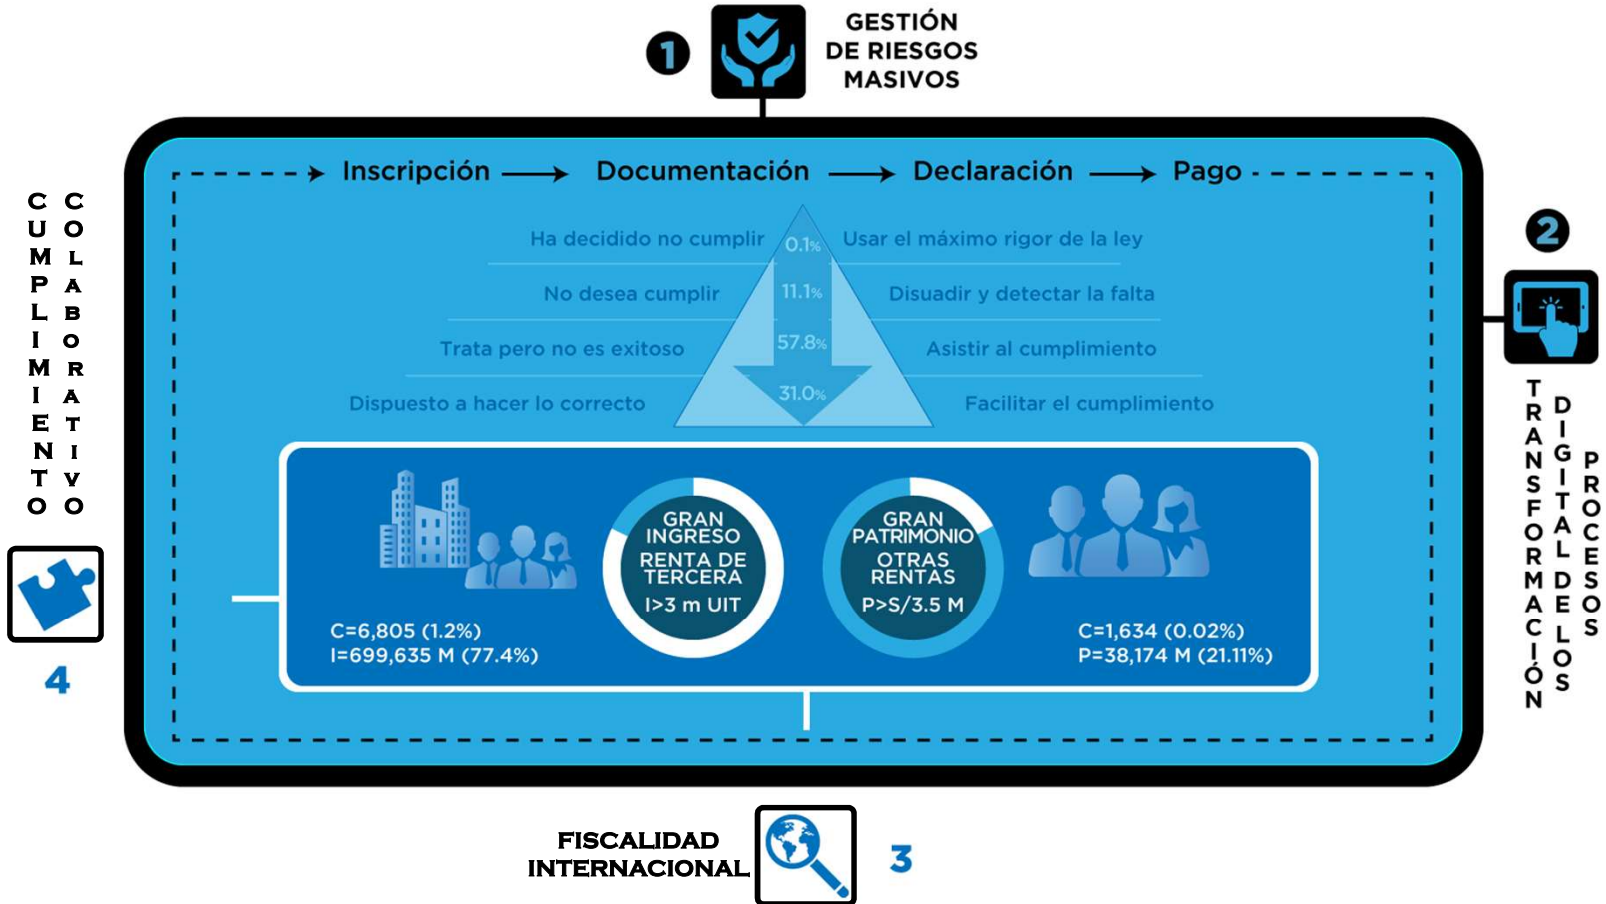 1
GESTIÓN
DE RIESGOS
MASIVOS
Inscripción
Documentación
Declaración
Pago
Ha decidido no cumplir
0.1%
Usar el máximo rigor de la ley
No desea cumplir
11.1%
Disuadir y detectar la falta
Trata pero no es exitoso
57.8%
Asistir al cumplimiento
Dispuesto a hacer lo correcto
31.0%
Facilitar el cumplimiento
GRAN
INGRESO
RENTA DE
TERCERA
I>3 m UIT
C=6,805 (1.2%)
I=699,635 M (77.4%)
GRAN
PATRIMONIO
OTRAS
RENTAS
P>S/3.5 M
C=1,634 (0.02%)
P=38,174 M (21.11%)
2
TRANSFORMACIÓN
DIGITAL DE LOS
PROCESOS
FISCALIDAD
INTERNACIONAL
3
CUMPLIMIENTO
COLABORATIVO
4